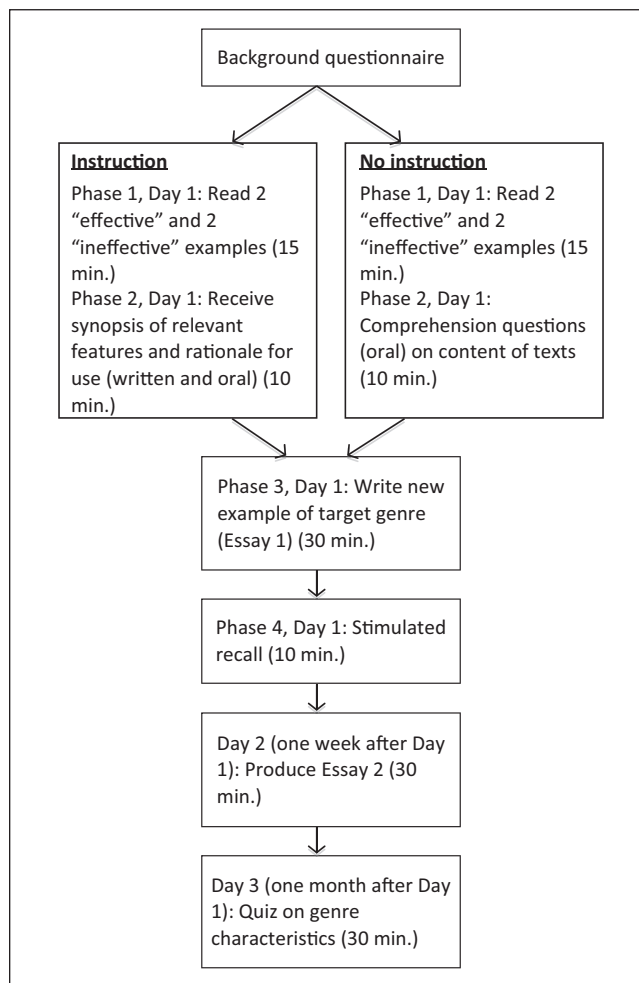 Background questionnaire
Instruction
Phase 1, Day 1: Read 2
“effective” and 2
“ineffective” examples (15
min.)
Phase 2, Day 1: Receive
synopsis of relevant
features and rationale for
use (written and oral) (10
min.)
No instruction
Phase 1, Day 1: Read 2
“effective” and 2
“ineffective” examples (15
min.)
Phase 2, Day 1:
Comprehension questions
(oral) on content of texts
(10 min.)
Phase 3, Day 1: Write new
example of target genre
(Essay 1) (30 min.)
Phase 4, Day 1: Stimulated
recall (10 min.)
Day 2 (one week after Day
1): Produce Essay 2 (30
min.)
Day 3 (one month after Day
1): Quiz on genre
characteristics (30 min.)